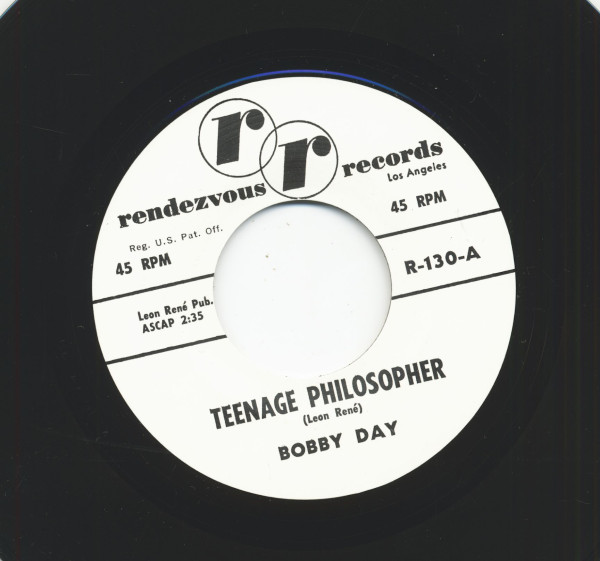 r r
rendezvous records
Los Angeles
Reg. U.S. Pat. Off.
45 RPM
45 RPM
R-130-A
Leon René Pub.
ASCAP 2:35
TEENAGE PHILOSOPHER
(Leon René)
BOBBY DAY